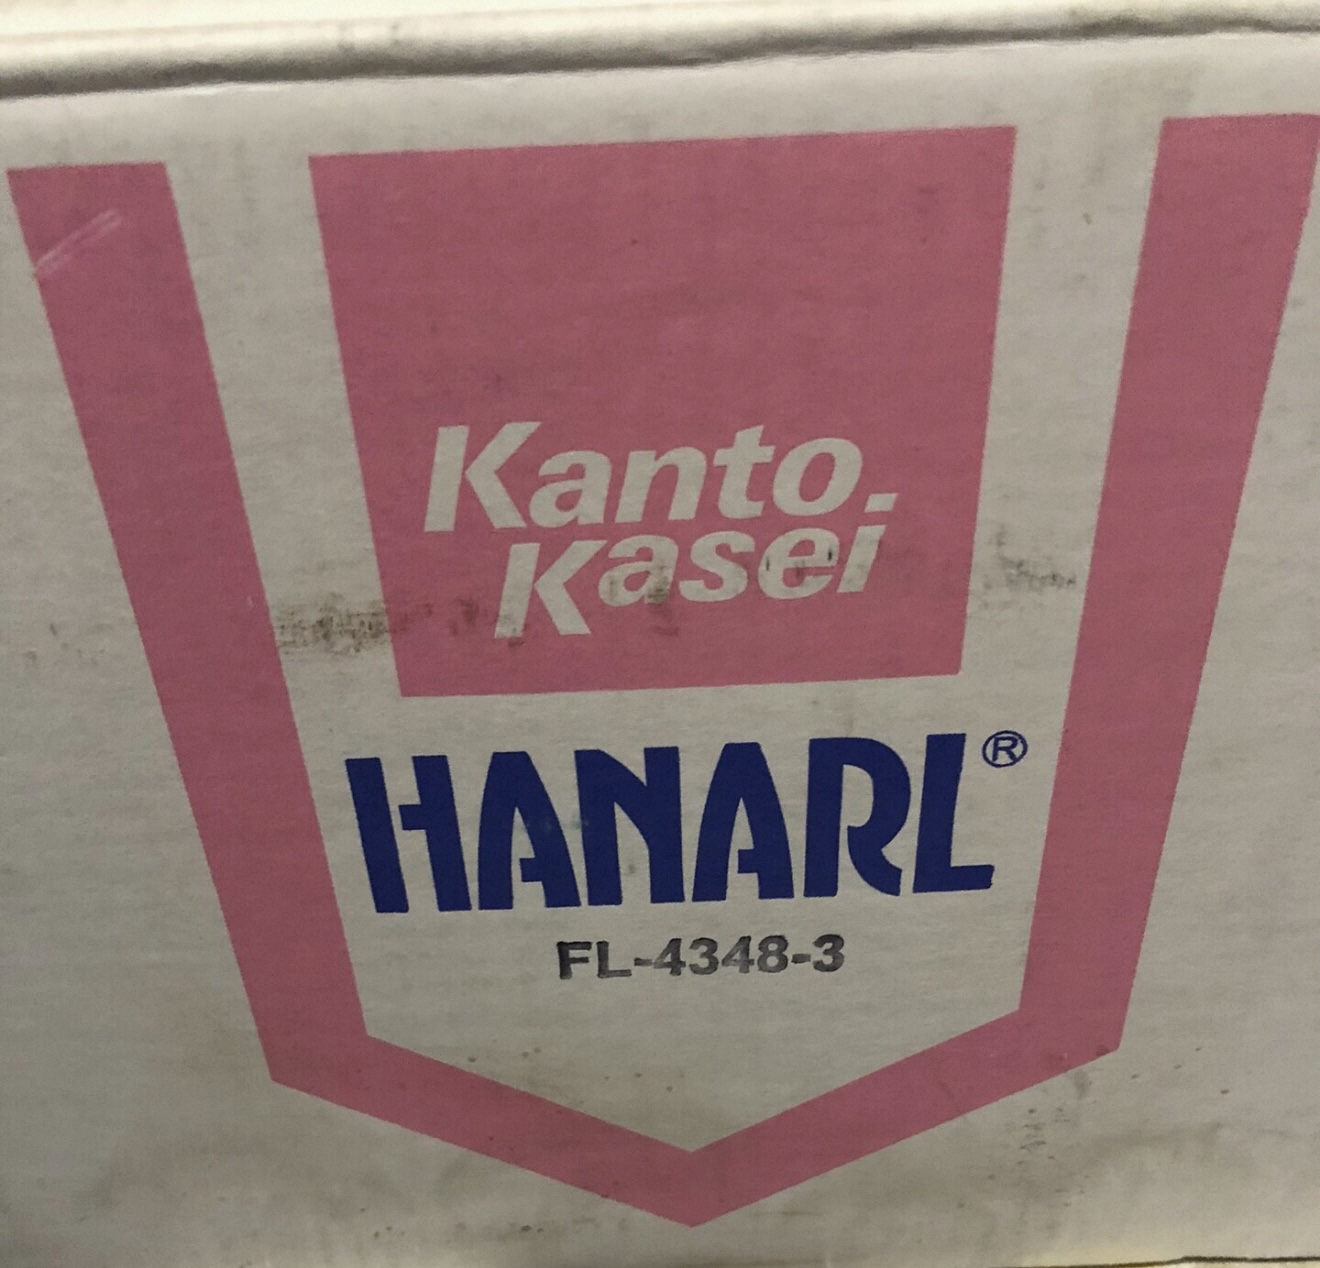 Kanto
Kasei
HANARL®
FL-4348-3